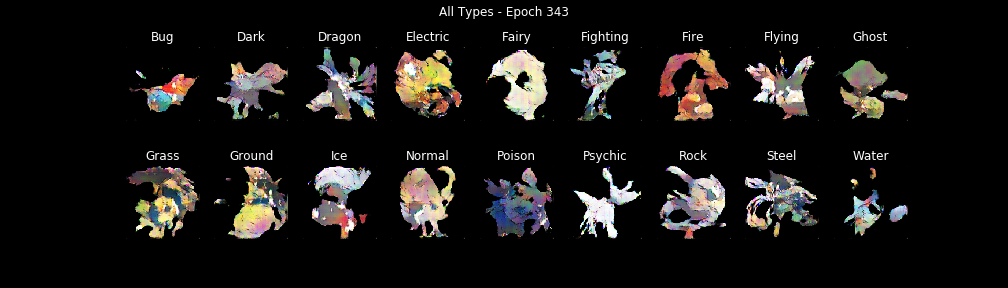 All Types - Epoch 343
Bug Dark Dragon Electric Fairy Fighting Fire Flying Ghost
Grass Ground Ice Normal Poison Psychic Rock Steel Water